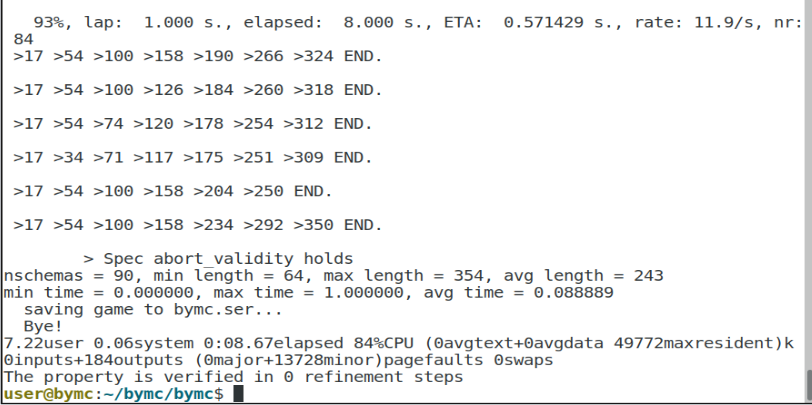 93%, lap:  1.000 s., elapsed:  8.000 s., ETA:  0.571429 s., rate: 11.9/s, nr:
84
>17 >54 >100 >158 >190 >266 >324 END.
>17 >54 >100 >126 >184 >260 >318 END.
>17 >54 >74 >120 >178 >254 >312 END.
>17 >34 >71 >117 >175 >251 >309 END.
>17 >54 >100 >158 >204 >250 END.
>17 >54 >100 >158 >234 >292 >350 END.
> Spec abort_validity holds
nschemas = 90, min length = 64, max length = 354, avg length = 243
min time = 0.000000, max time = 1.000000, avg time = 0.088889
saving game to bymc.ser...
Bye!
7.22user 0.06system 0:08.67elapsed 84%CPU (0avgtext+0avgdata 49772maxresident)k
0inputs+184outputs (0major+13728minor)pagefaults 0swaps
The property is verified in 0 refinement steps
user@bymc:~/bymc/bymc$